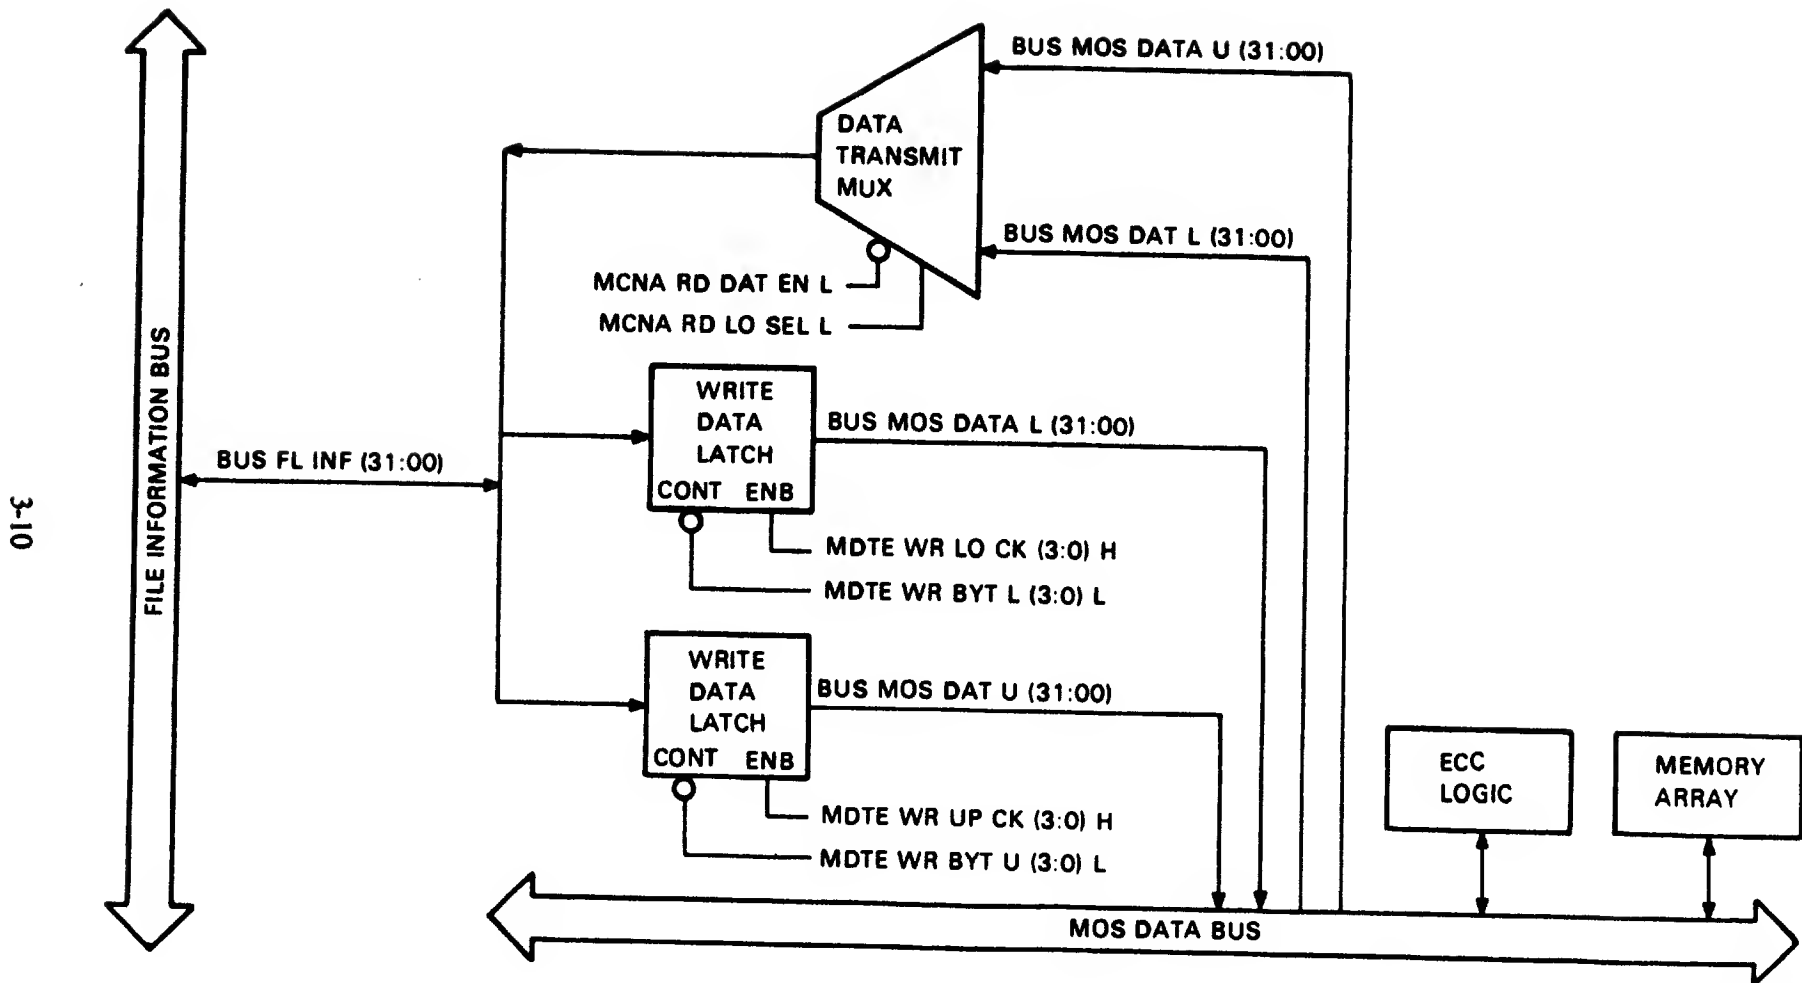 BUS MOS DATA U (31:00)
DATA
TRANSMIT
MUX
BUS MOS DAT L (31:00)
MCNA RD DAT EN L
MCNA RD LO SEL L
WRITE
DATA
LATCH
CONT ENB
BUS MOS DATA L (31:00)
FILE INFORMATION BUS
BUS FL INF (31:00)
MDTE WR LO CK (3:0) H
MDTE WR BYT L (3:0) L
3-10
WRITE
DATA
LATCH
CONT ENB
BUS MOS DAT U (31:00)
MDTE WR UP CK (3:0) H
MDTE WR BYT U (3:0) L
ECC
LOGIC
MEMORY
ARRAY
MOS DATA BUS